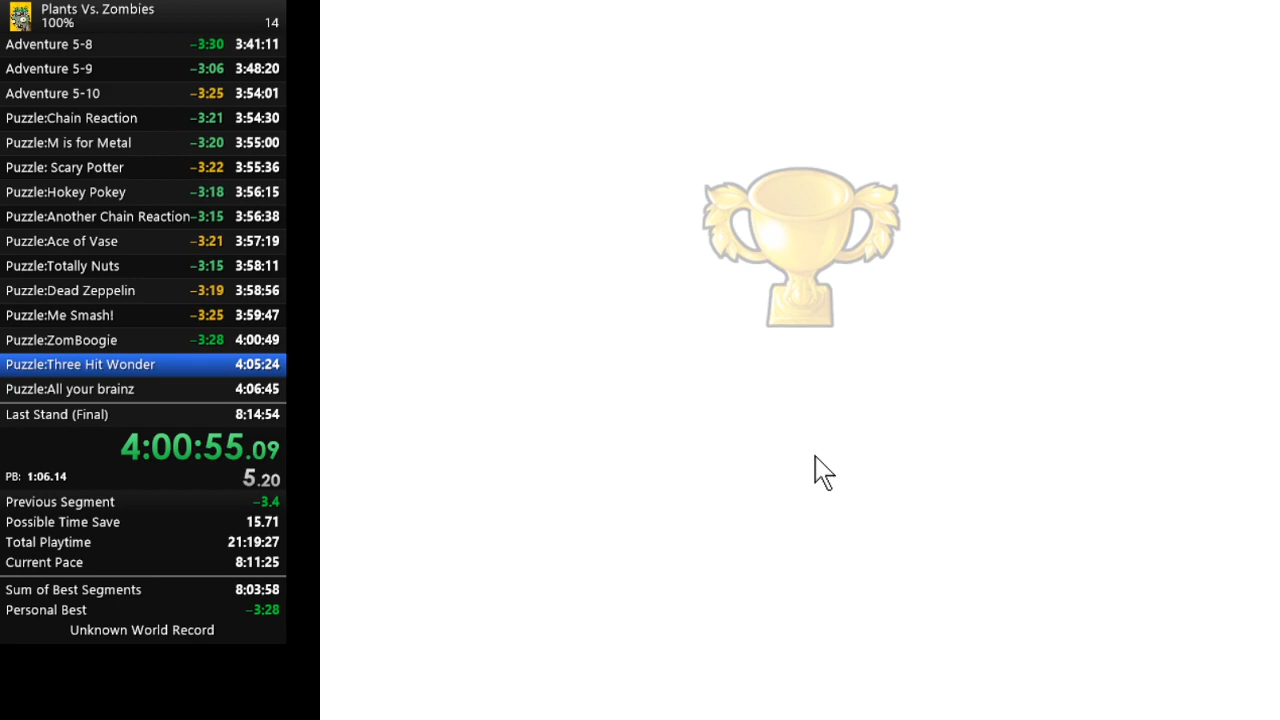 Plants Vs. Zombies
100% 14
Adventure 5-8 −3:30 3:41:11
Adventure 5-9 −3:06 3:48:20
Adventure 5-10 −3:25 3:54:01
Puzzle:Chain Reaction −3:21 3:54:30
Puzzle:M is for Metal −3:20 3:55:00
Puzzle: Scary Potter −3:22 3:55:36
Puzzle:Hokey Pokey −3:18 3:56:15
Puzzle:Another Chain Reaction −3:15 3:56:38
Puzzle:Ace of Vase −3:21 3:57:19
Puzzle:Totally Nuts −3:15 3:58:11
Puzzle:Dead Zeppelin −3:19 3:58:56
Puzzle:Me Smash! −3:25 3:59:47
Puzzle:ZomBoogie −3:28 4:00:49
Puzzle:Three Hit Wonder 4:05:24
Puzzle:All your brainz 4:06:45
Last Stand (Final) 8:14:54
4:00:55.09
PB: 1:06.14 5.20
Previous Segment −3.4
Possible Time Save 15.71
Total Playtime 21:19:27
Current Pace 8:11:25
Sum of Best Segments 8:03:58
Personal Best −3:28
Unknown World Record